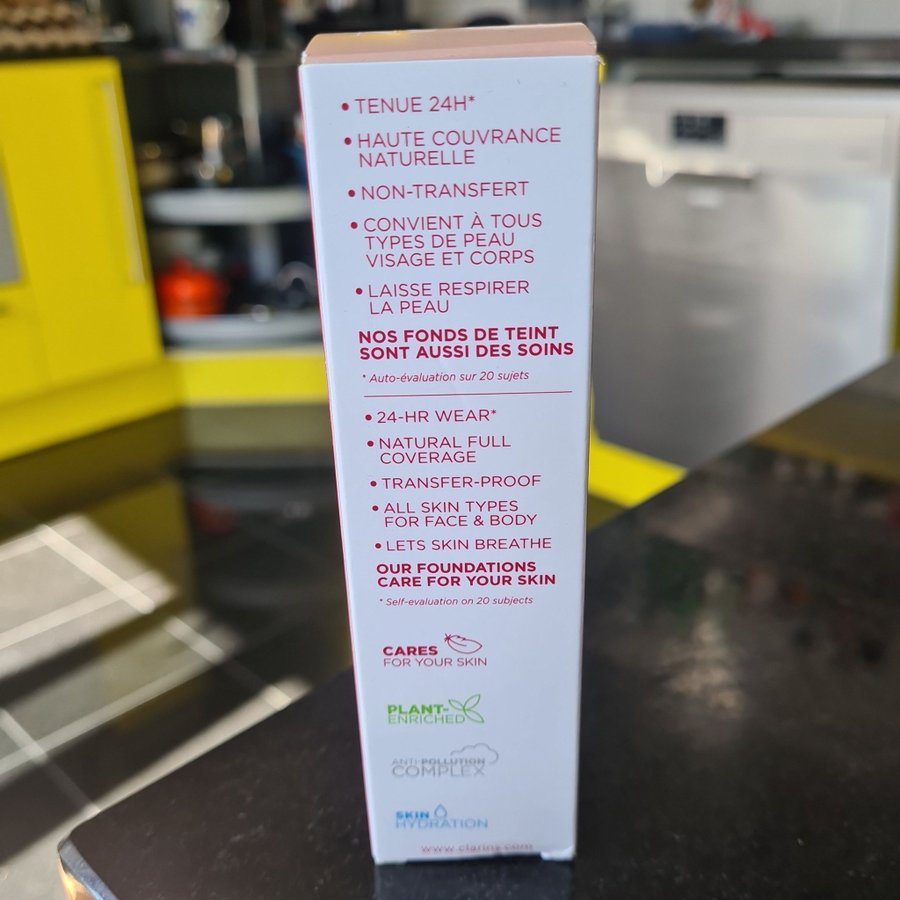 • TENUE 24H*
• HAUTE COUVRANCE
NATURELLE
• NON-TRANSFERT
• CONVIENT À TOUS
TYPES DE PEAU
VISAGE ET CORPS
• LAISSE RESPIRER
LA PEAU
NOS FONDS DE TEINT
SONT AUSSI DES SOINS
* Auto-évaluation sur 20 sujets
• 24-HR WEAR*
• NATURAL FULL
COVERAGE
• TRANSFER-PROOF
• ALL SKIN TYPES
FOR FACE & BODY
• LETS SKIN BREATHE
OUR FOUNDATIONS
CARE FOR YOUR SKIN
* Self-evaluation on 20 subjects
CARES
FOR YOUR SKIN
PLANT-
ENRICHED
ANTI-POLLUTION
COMPLEX
SKIN
HYDRATION
www.clarins.com